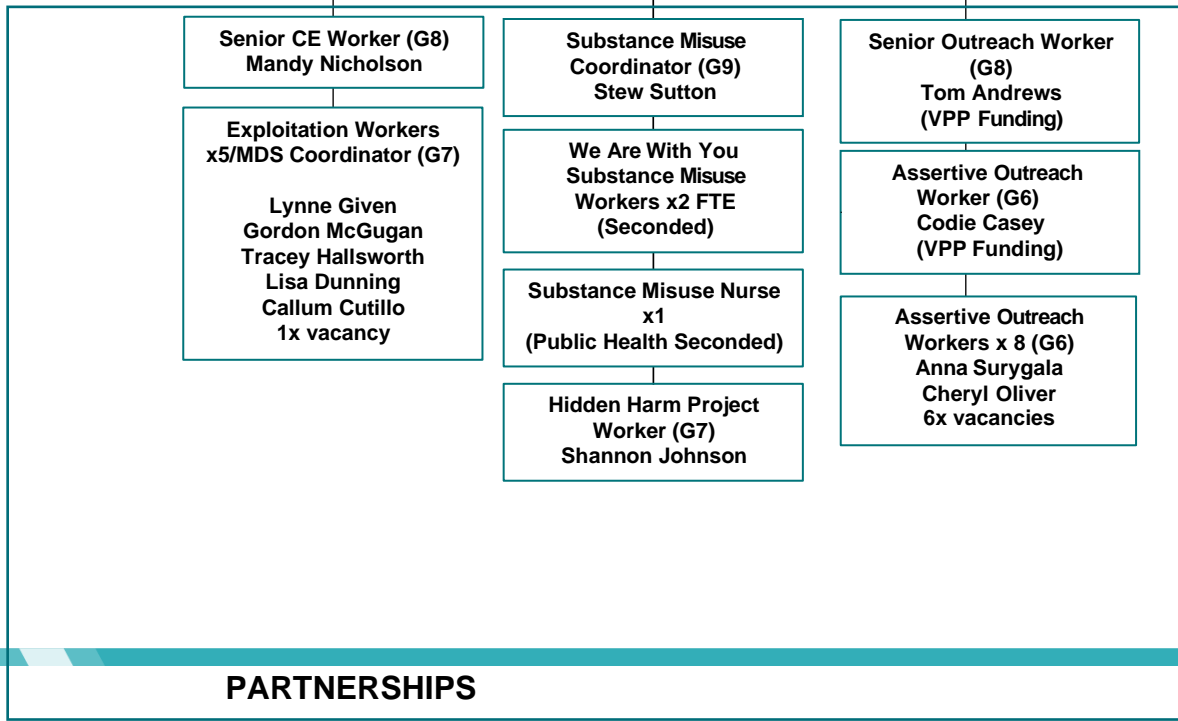 Senior CE Worker (G8)
Mandy Nicholson
Exploitation Workers
x5/MDS Coordinator (G7)
Lynne Given
Gordon McGugan
Tracey Hallsworth
Lisa Dunning
Callum Cutillo
1x vacancy
Substance Misuse
Coordinator (G9)
Stew Sutton
We Are With You
Substance Misuse
Workers x2 FTE
(Seconded)
Substance Misuse Nurse
x1
(Public Health Seconded)
Hidden Harm Project
Worker (G7)
Shannon Johnson
Senior Outreach Worker
(G8)
Tom Andrews
(VPP Funding)
Assertive Outreach
Worker (G6)
Codie Casey
(VPP Funding)
Assertive Outreach
Workers x 8 (G6)
Anna Surygala
Cheryl Oliver
6x vacancies
PARTNERSHIPS